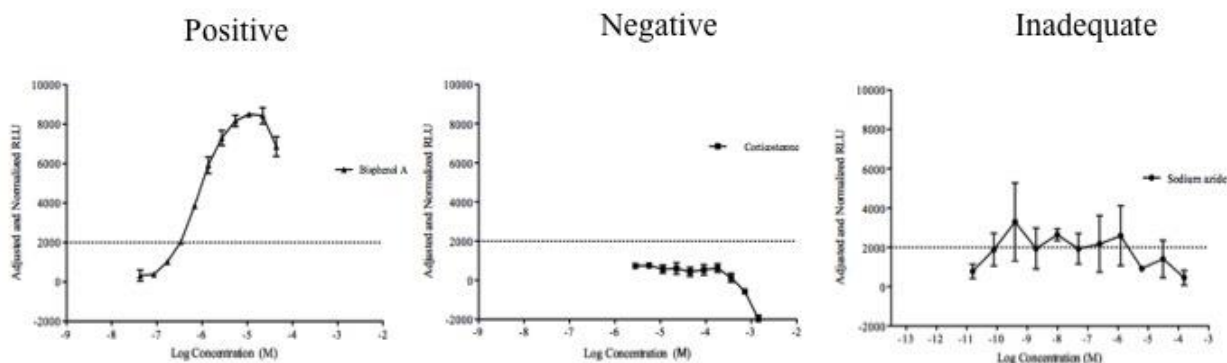 Positive
Negative
Inadequate
Adjusted and Normalized RLU
10000
8000
6000
4000
2000
0
-2000
-9 -8 -7 -6 -5 -4 -3 -2
Log Concentration (M)
Bisphenol A
Adjusted and Normalized RLU
10000
8000
6000
4000
2000
0
-2000
-9 -8 -7 -6 -5 -4 -3 -2
Log Concentration (M)
Corticosterone
Adjusted and Normalized RLU
10000
8000
6000
4000
2000
0
-2000
-13 -12 -11 -10 -9 -8 -7 -6 -5 -4 -3
Log Concentration (M)
Sodium azide